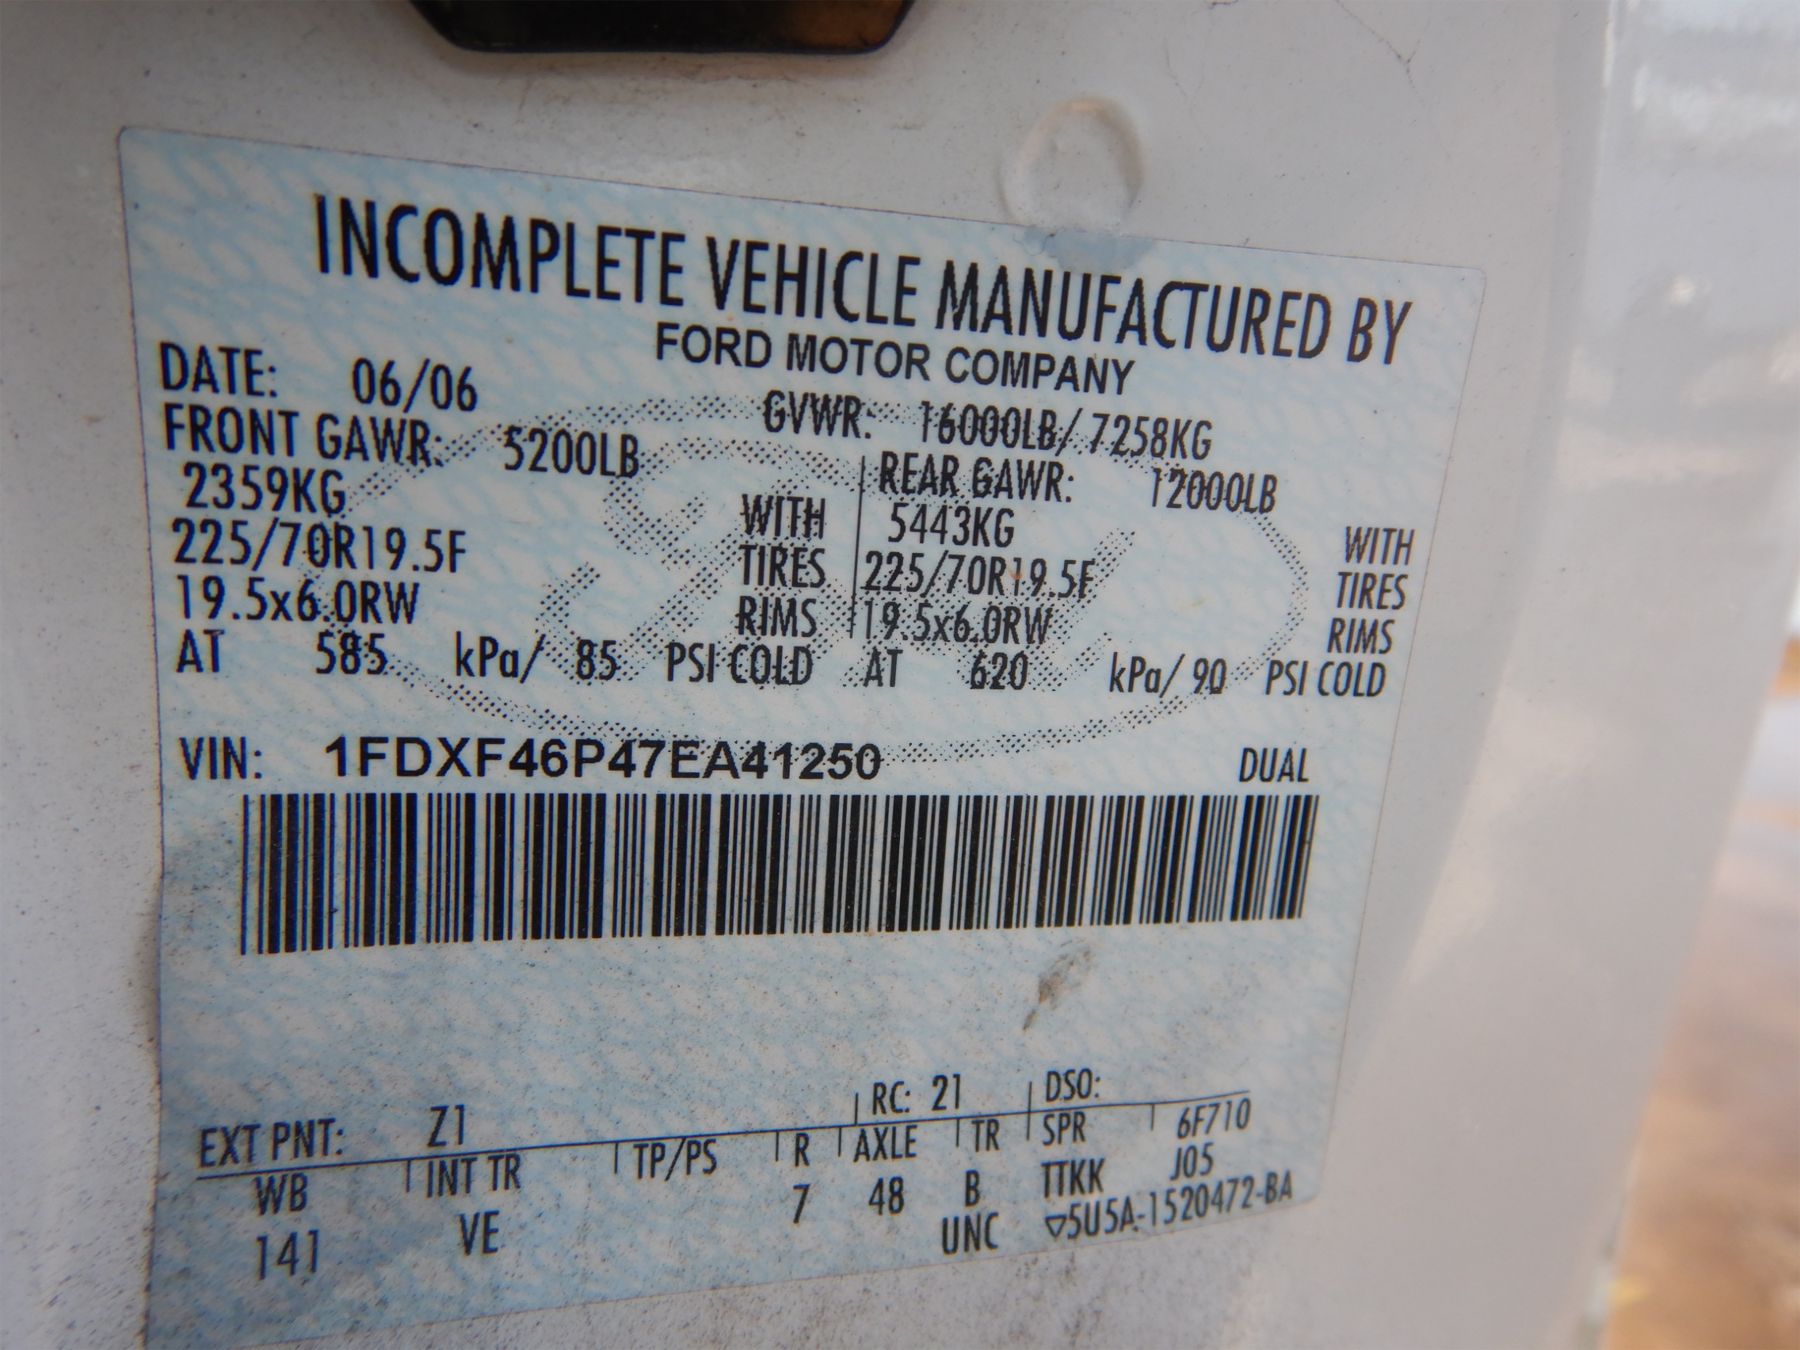 INCOMPLETE VEHICLE MANUFACTURED BY
FORD MOTOR COMPANY
DATE: 06/06 GVWR: 16000LB/ 7258KG
FRONT GAWR: 5200LB REAR GAWR: 12000LB
2359KG WITH 5443KG WITH
225/70R19.5F TIRES 225/70R19.5F TIRES
19.5x6.0RW RIMS 19.5x6.0RW RIMS
AT 585 kPa/ 85 PSI COLD AT 620 kPa/ 90 PSI COLD
VIN: 1FDXF46P47EA41250 DUAL
EXT PNT: Z1 RC: 21 DSO:
WB INT TR TP/PS R AXLE TR SPR 6F710
141 VE 7 48 B TTKK J05
UNC ▽5U5A-1520472-BA